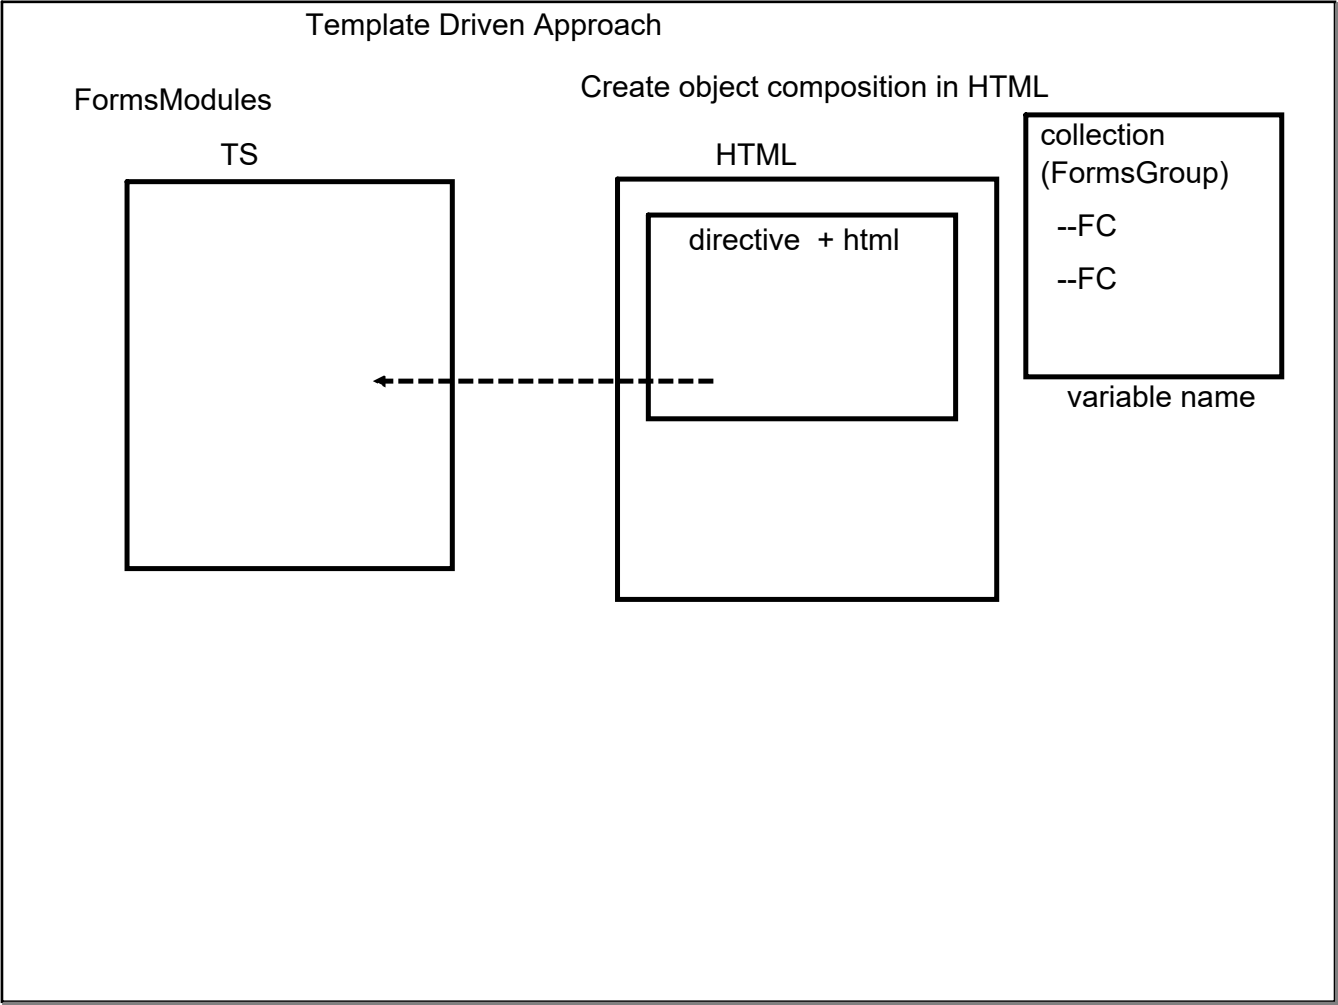 Template Driven Approach
FormsModules
Create object composition in HTML
TS
HTML
directive  + html
collection
(FormsGroup)
--FC
--FC
variable name